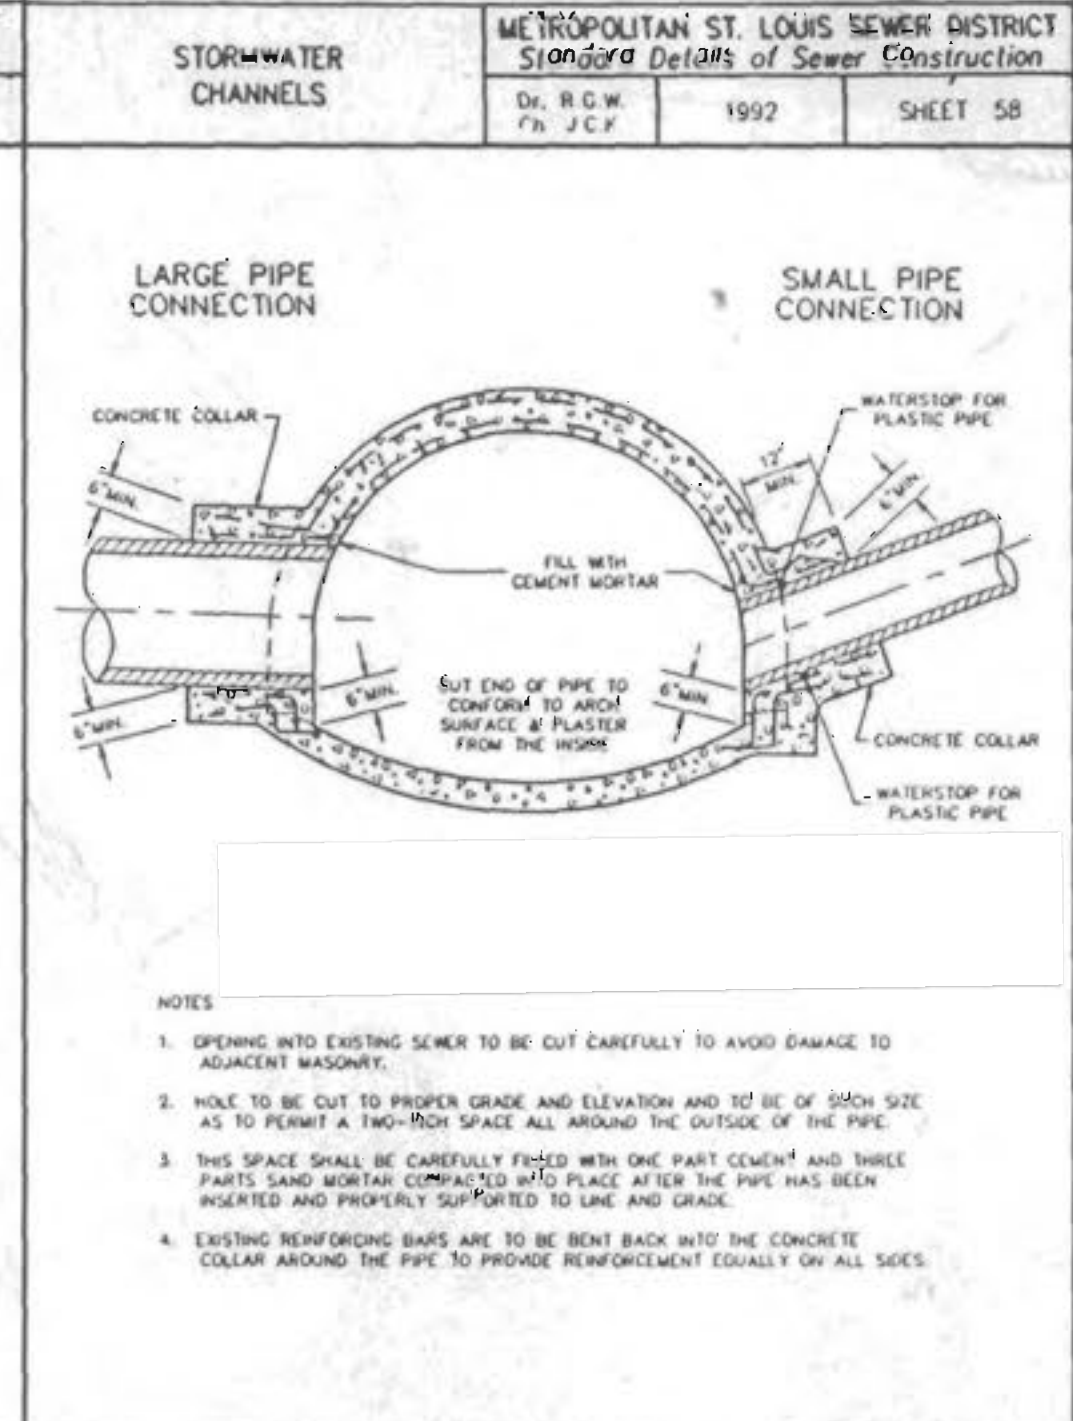 STORMWATER
CHANNELS
METROPOLITAN ST. LOUIS SEWER DISTRICT
Standard Details of Sewer Construction
Dr. R.G.W.
Ch. J.C.K.
1992
SHEET 58
LARGE PIPE
CONNECTION
SMALL PIPE
CONNECTION
CONCRETE COLLAR
WATERSTOP FOR
PLASTIC PIPE
6" MIN.
12"
MIN.
6" MIN.
FILL WITH
CEMENT MORTAR
6" MIN.
6" MIN.
CUT END OF PIPE TO
CONFORM TO ARCH
SURFACE & PLASTER
FROM THE INSIDE
6" MIN.
CONCRETE COLLAR
WATERSTOP FOR
PLASTIC PIPE
NOTES
1. OPENING INTO EXISTING SEWER TO BE CUT CAREFULLY TO AVOID DAMAGE TO
ADJACENT MASONRY.
2. HOLE TO BE CUT TO PROPER GRADE AND ELEVATION AND TO BE OF SUCH SIZE
AS TO PERMIT A TWO-INCH SPACE ALL AROUND THE OUTSIDE OF THE PIPE.
3. THIS SPACE SHALL BE CAREFULLY FILLED WITH ONE PART CEMENT AND THREE
PARTS SAND MORTAR COMPACTED INTO PLACE AFTER THE PIPE HAS BEEN
INSERTED AND PROPERLY SUPPORTED TO LINE AND GRADE.
4. EXISTING REINFORCING BARS ARE TO BE BENT BACK INTO THE CONCRETE
COLLAR AROUND THE PIPE TO PROVIDE REINFORCEMENT EQUALLY ON ALL SIDES.